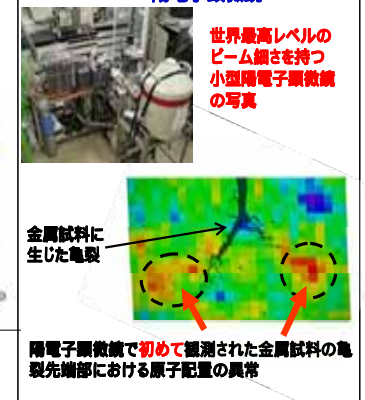 世界最高レベルの
ビーム細さを持つ
小型陽電子顕微鏡
の写真
金属試料に
生じた亀裂
陽電子顕微鏡で初めて観測された金属試料の亀
裂先端部における原子配置の異常